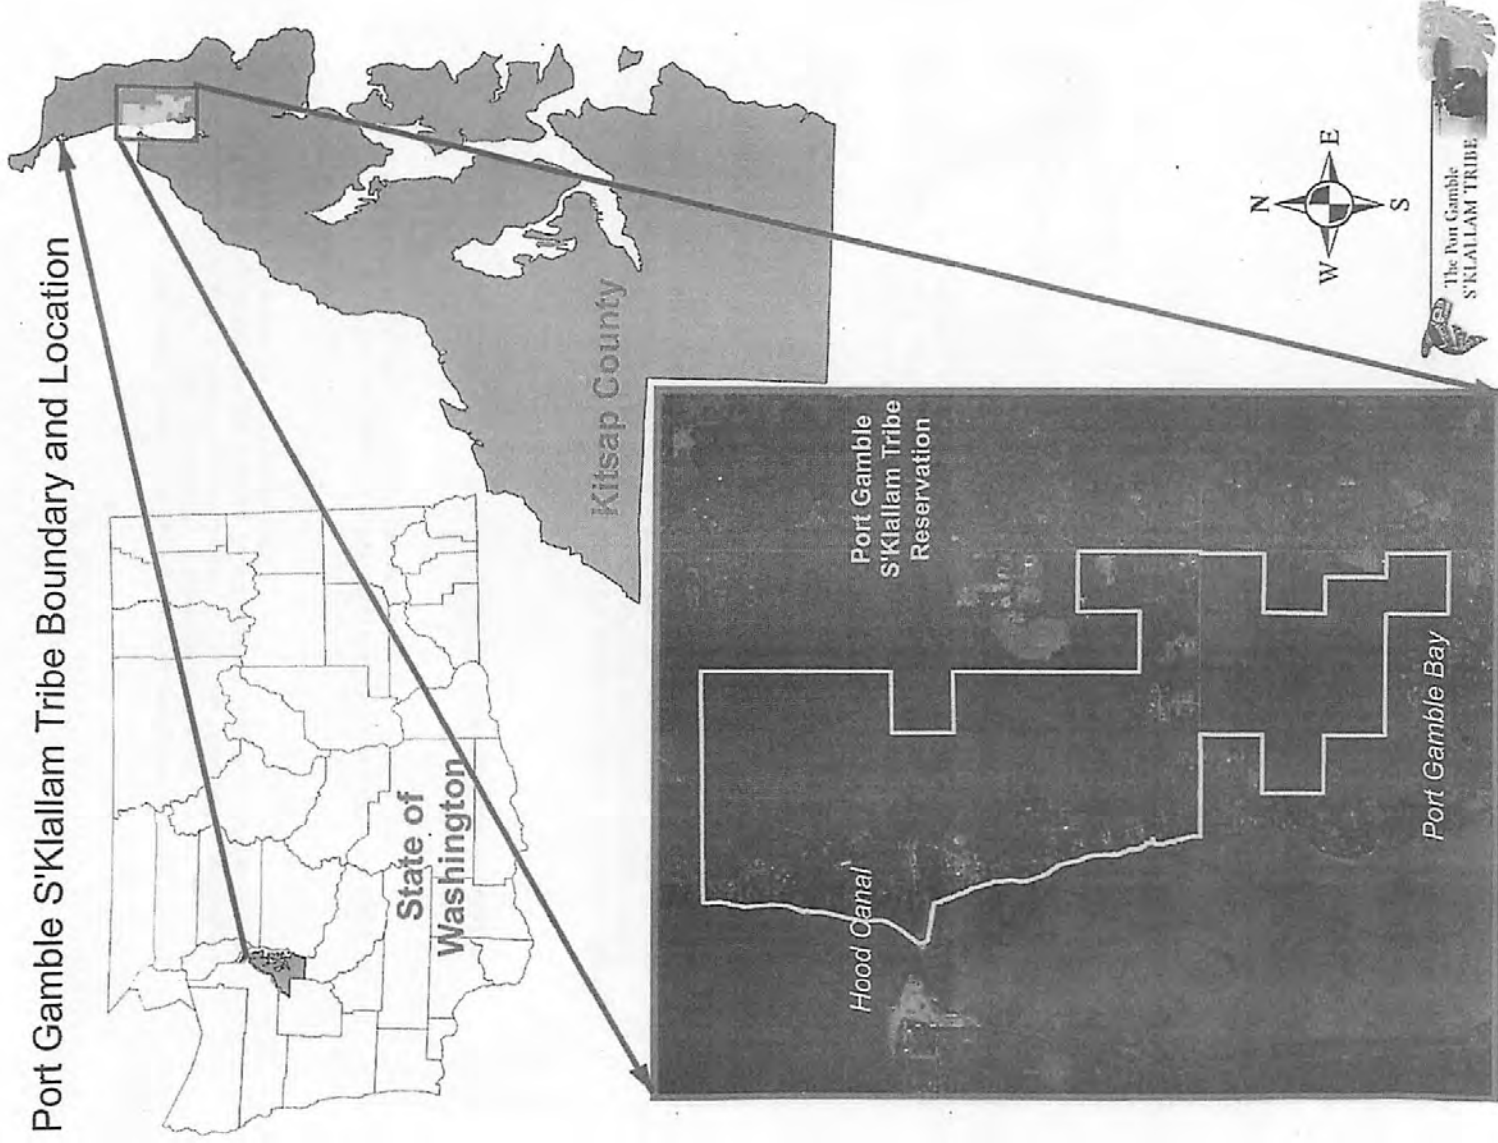 Port Gamble S'Klallam Tribe Boundary and Location
State of
Washington
Kitsap County
Port Gamble
S'Klallam Tribe
Reservation
Hood Canal
Port Gamble Bay
N
W
E
S
The Port Gamble
S'KLALLAM TRIBE